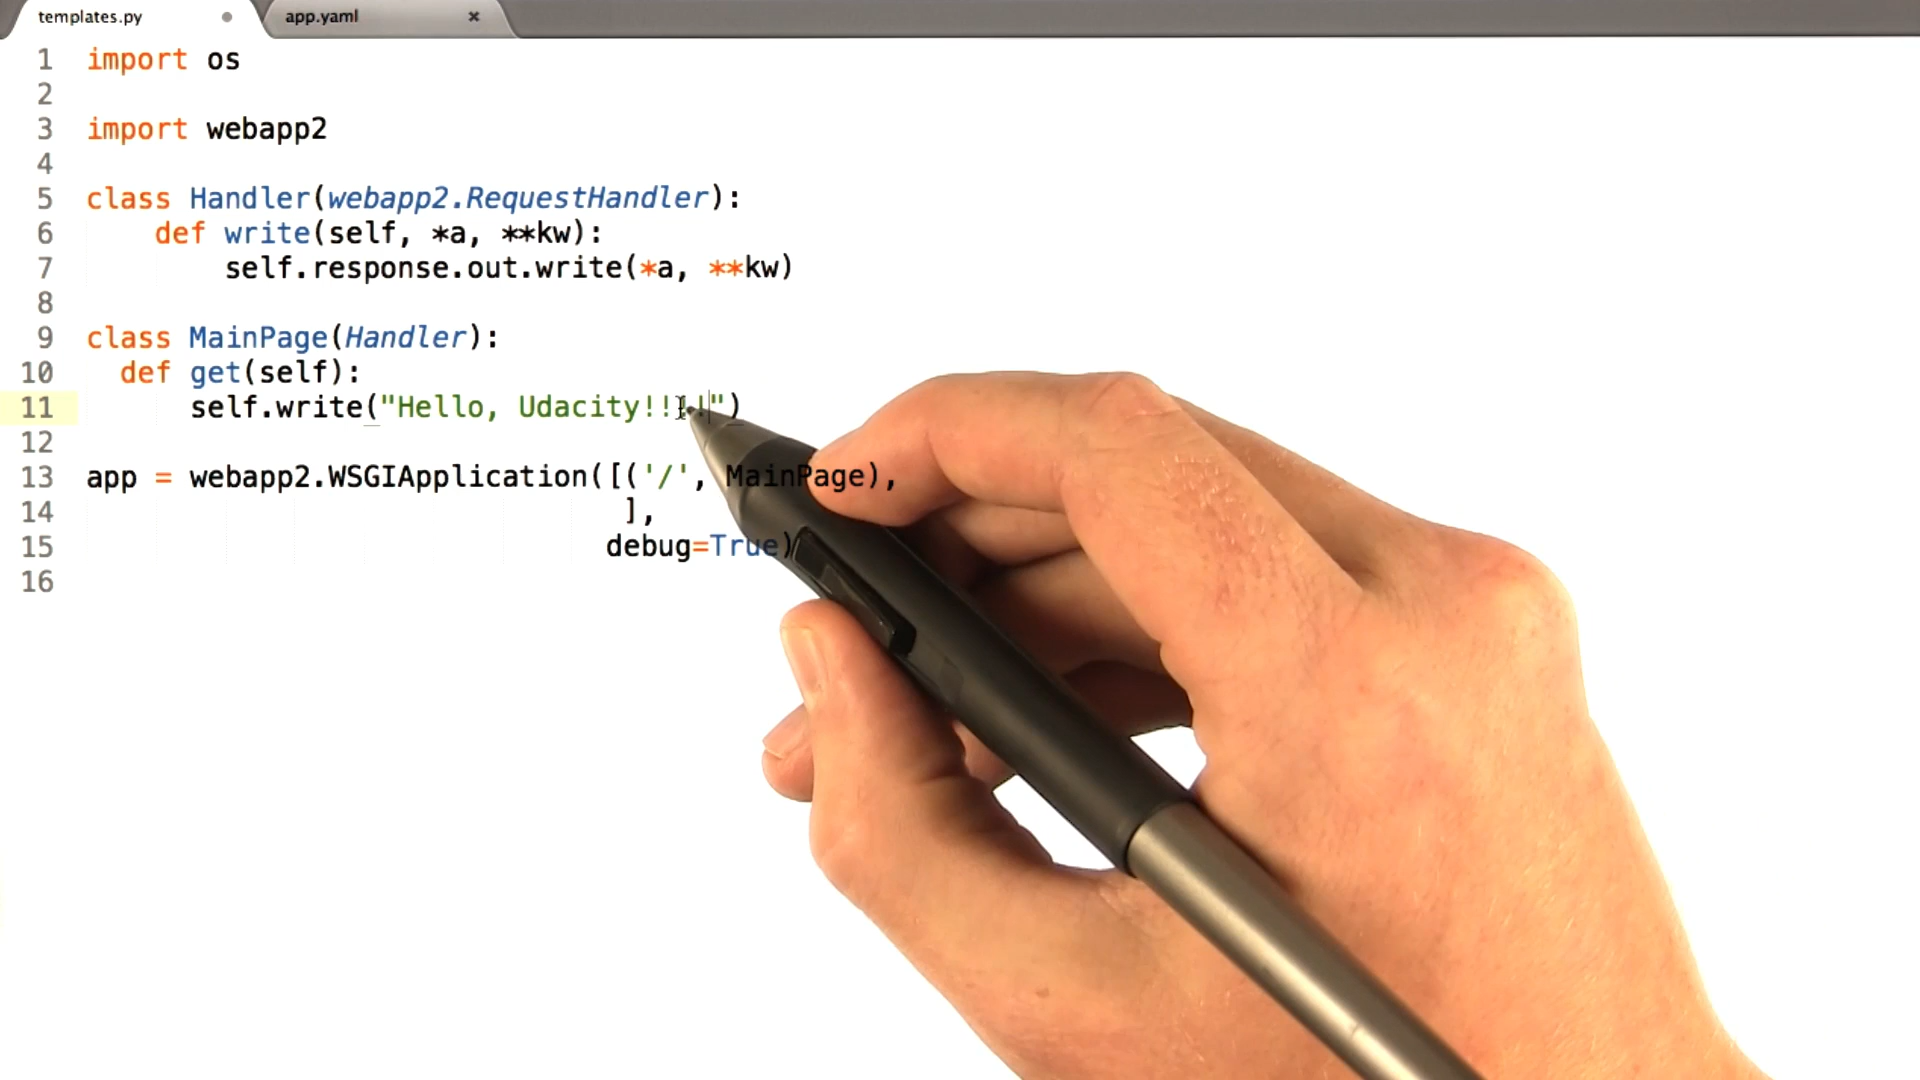 templates.py
app.yaml
1 import os
2
3 import webapp2
4
5 class Handler(webapp2.RequestHandler):
6 def write(self, *a, **kw):
7 self.response.out.write(*a, **kw)
8
9 class MainPage(Handler):
10 def get(self):
11 self.write("Hello, Udacity!!!!")
12
13 app = webapp2.WSGIApplication([('/', MainPage),
14 ],
15 debug=True)
16